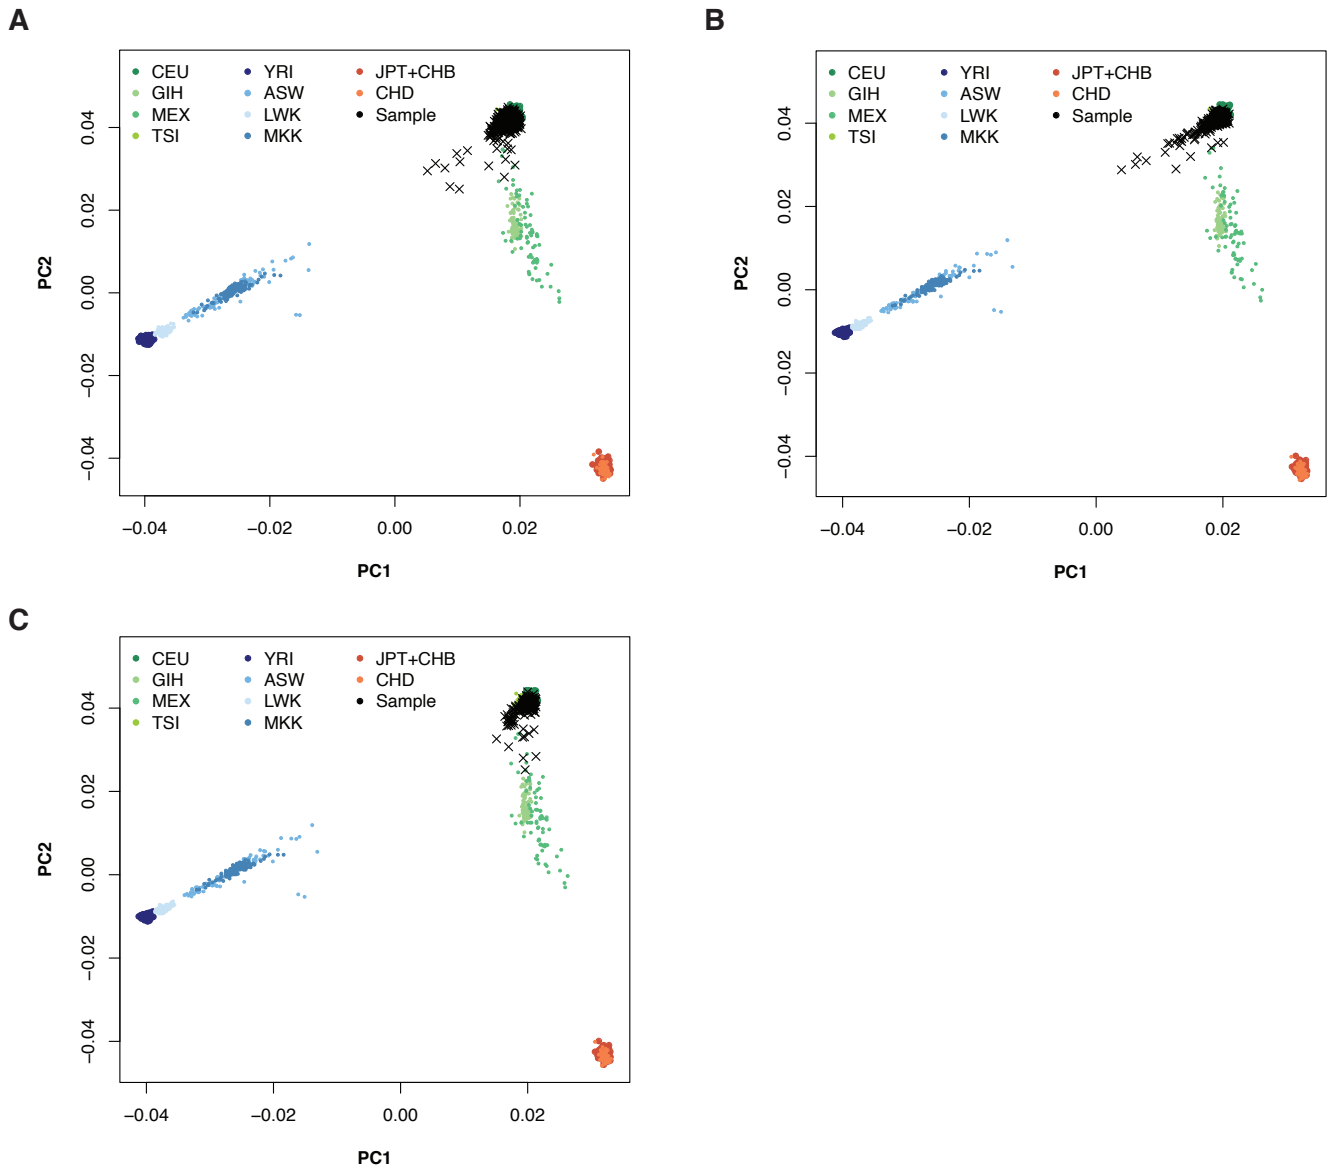 A
CEU YRI JPT+CHB
GIH ASW CHD
MEX LWK Sample
TSI MKK
PC2
0.04
0.02
0.00
−0.02
−0.04
−0.04 −0.02 0.00 0.02
PC1
B
CEU YRI JPT+CHB
GIH ASW CHD
MEX LWK Sample
TSI MKK
PC2
0.04
0.02
0.00
−0.02
−0.04
−0.04 −0.02 0.00 0.02
PC1
C
CEU YRI JPT+CHB
GIH ASW CHD
MEX LWK Sample
TSI MKK
PC2
0.04
0.02
0.00
−0.02
−0.04
−0.04 −0.02 0.00 0.02
PC1